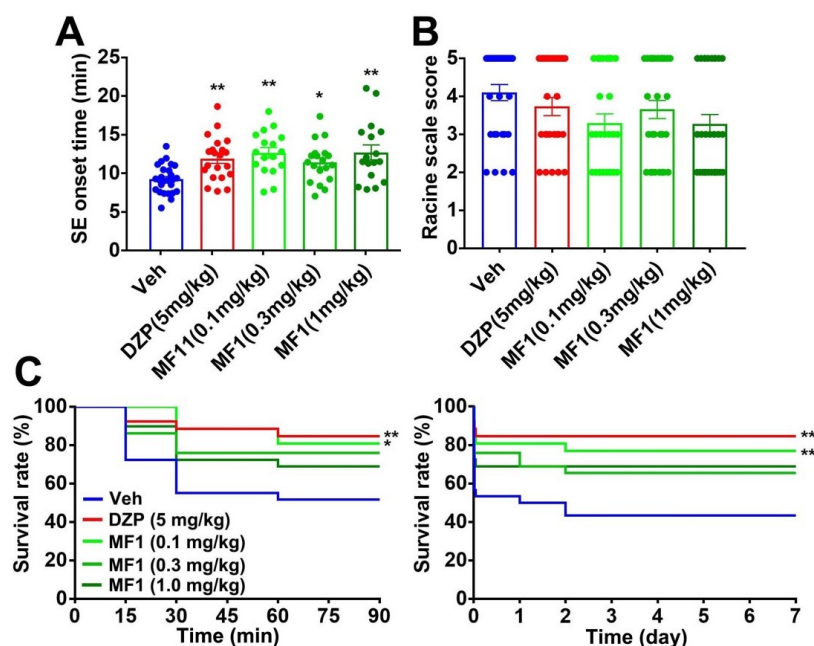 A
SE onset time (min)
25
20
15
10
5
0
**
**
*
**
Veh
DZP(5mg/kg)
MF11(0.1mg/kg)
MF1(0.3mg/kg)
MF1(1mg/kg)
B
Racine scale score
5
4
3
2
1
0
Veh
DZP(5mg/kg)
MF1(0.1mg/kg)
MF1(0.3mg/kg)
MF1(1mg/kg)
C
Survival rate (%)
100
80
60
40
20
0
**
*
Veh
DZP (5 mg/kg)
MF1 (0.1 mg/kg)
MF1 (0.3 mg/kg)
MF1 (1.0 mg/kg)
0 15 30 45 60 75 90
Time (min)
Survival rate (%)
100
80
60
40
20
0
**
**
0 1 2 3 4 5 6 7
Time (day)